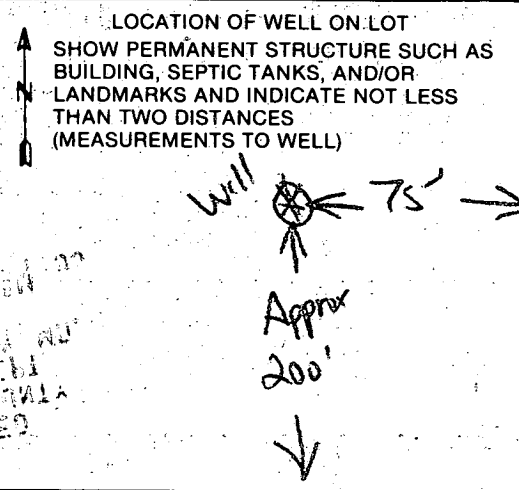 LOCATION OF WELL ON LOT
SHOW PERMANENT STRUCTURE SUCH AS
BUILDING, SEPTIC TANKS, AND/OR
N LANDMARKS AND INDICATE NOT LESS
THAN TWO DISTANCES
(MEASUREMENTS TO WELL)
Well 75'
Approx
200'